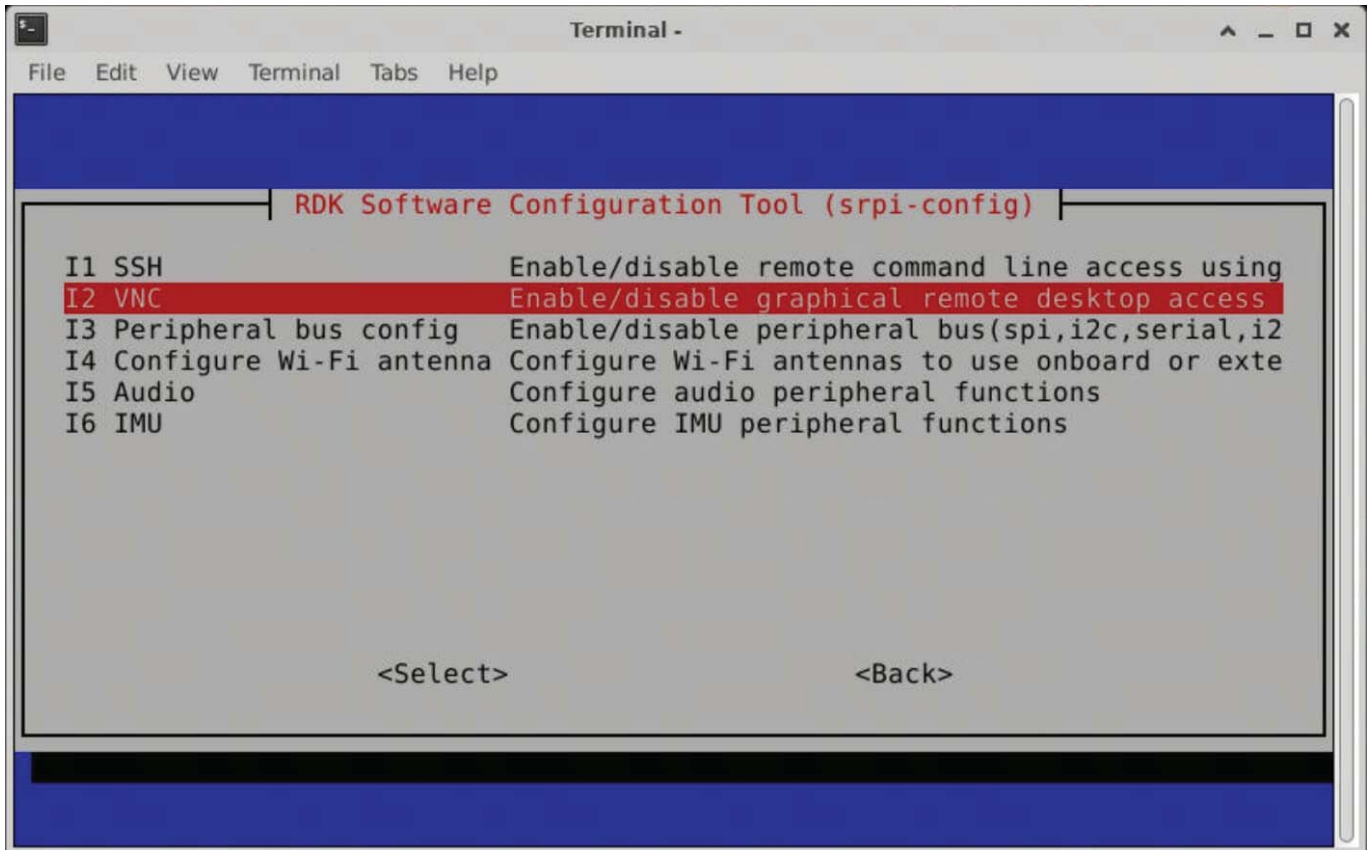 Terminal -
File Edit View Terminal Tabs Help
RDK Software Configuration Tool (srpi-config)
I1 SSH Enable/disable remote command line access using
I2 VNC Enable/disable graphical remote desktop access
I3 Peripheral bus config Enable/disable peripheral bus(spi,i2c,serial,i2
I4 Configure Wi-Fi antenna Configure Wi-Fi antennas to use onboard or exte
I5 Audio Configure audio peripheral functions
I6 IMU Configure IMU peripheral functions
<Select> <Back>